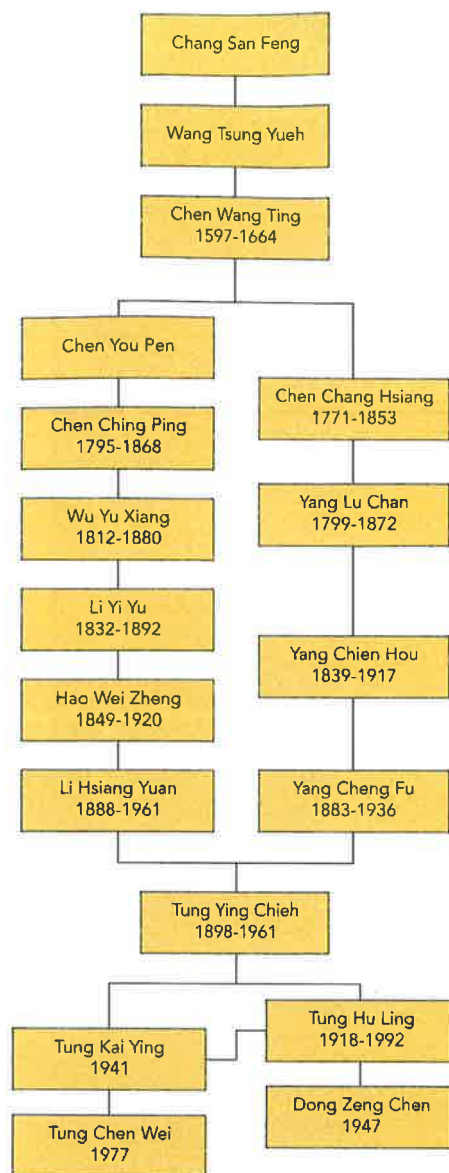 Chang San Feng
Wang Tsung Yueh
Chen Wang Ting
1597-1664
Chen You Pen
Chen Chang Hsiang
1771-1853
Chen Ching Ping
1795-1868
Yang Lu Chan
1799-1872
Wu Yu Xiang
1812-1880
Li Yi Yu
1832-1892
Yang Chien Hou
1839-1917
Hao Wei Zheng
1849-1920
Li Hsiang Yuan
1888-1961
Yang Cheng Fu
1883-1936
Tung Ying Chieh
1898-1961
Tung Hu Ling
1918-1992
Tung Kai Ying
1941
Dong Zeng Chen
1947
Tung Chen Wei
1977